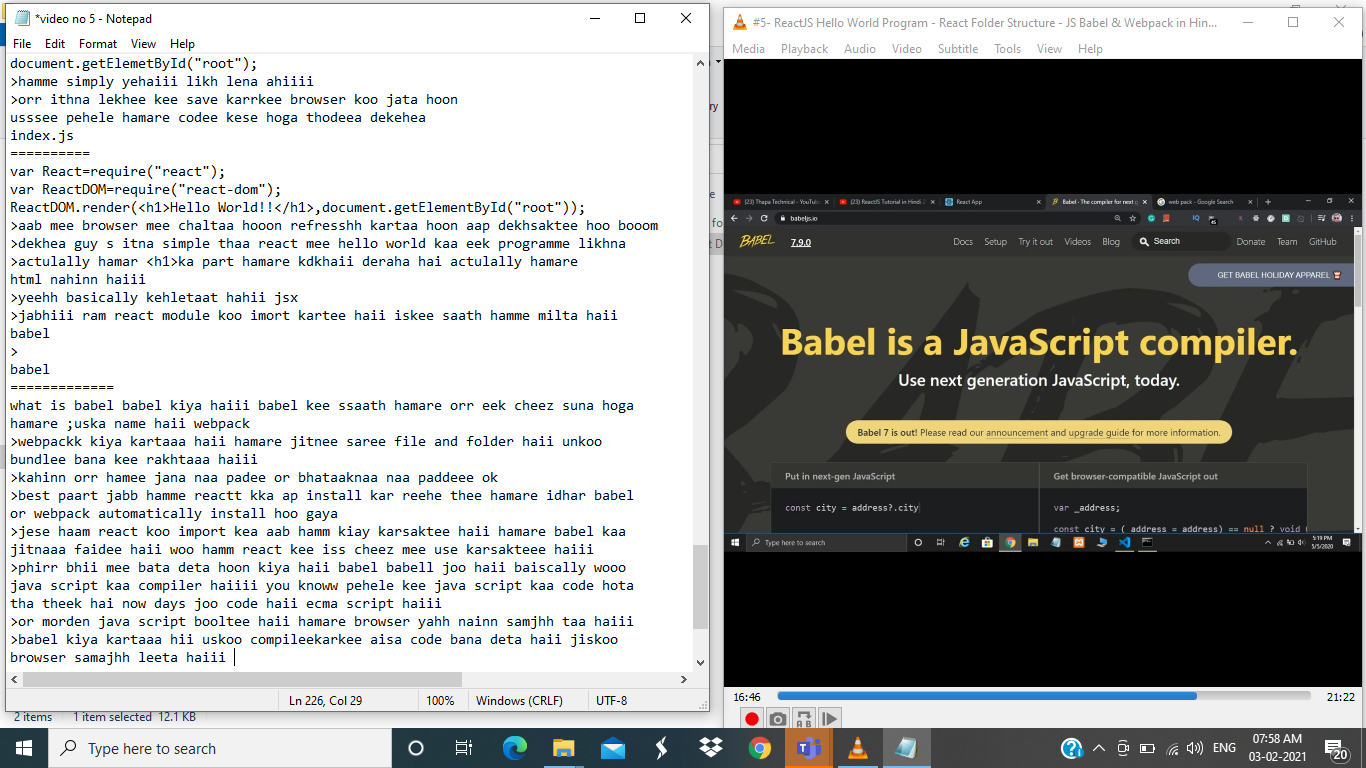 *video no 5 - Notepad
File Edit Format View Help
document.getElemetById("root");
>hamme simply yehaiii likh lena ahiiii
>orr ithna lekhee kee save karrkee browser koo jata hoon
usssee pehele hamare codee kese hoga thodeea dekehea
index.js
==========
var React=require("react");
var ReactDOM=require("react-dom");
ReactDOM.render(<h1>Hello World!!</h1>,document.getElementById("root"));
>aab mee browser mee chaltaa hooon refresshh kartaa hoon aap dekhsaktee hoo booom
>dekhea guy s itna simple thaa react mee hello world kaa eek programme likhna
>actulally hamar <h1>ka part hamare kdkhaii deraha hai actulally hamare
html nahinn haiii
>yeehh basically kehletaat hahii jsx
>jabhiii ram react module koo imort kartee haii iskee saath hamme milta haii
babel
>
babel
=============
what is babel babel kiya haiii babel kee ssaath hamare orr eek cheez suna hoga
hamare ;uska name haii webpack
>webpackk kiya kartaaa haii hamare jitnee saree file and folder haii unkoo
bundlee bana kee rakhtaaa haiii
>kahinn orr hamee jana naa padee or bhataaknaa naa paddeee ok
>best paart jabb hamme reactt kka ap install kar reehe thee hamare idhar babel
or webpack automatically install hoo gaya
>jese haam react koo import kea aab hamm kiay karsaktee haii hamare babel kaa
jitnaaa faidee haii woo hamm react kee iss cheez mee use karsakteee haiii
>phirr bhii mee bata deta hoon kiya haii babel babell joo haii baiscally wooo
java script kaa compiler haiiii you knoww pehele kee java script kaa code hota
tha theek hai now days joo code haii ecma script haiii
>or morden java script booltee haii hamare browser yahh nainn samjhh taa haiii
>babel kiya kartaaa hii uskoo compileekarkee aisa code bana deta haii jiskoo
browser samajhh leeta haiii
Ln 226, Col 29 100% Windows (CRLF) UTF-8
2 items 1 item selected 12.1 KB
#5- ReactJS Hello World Program - React Folder Structure - JS Babel & Webpack in Hin...
Media Playback Audio Video Subtitle Tools View Help
(23) Thapa Technical - YouTub (23) ReactJS Tutorial in Hindi React App Babel - The compiler for next g web pack - Google Search
babeljs.io
BABEL 7.9.0 Docs Setup Try it out Videos Blog Search Donate Team GitHub
GET BABEL HOLIDAY APPAREL
Babel is a JavaScript compiler.
Use next generation JavaScript, today.
Babel 7 is out! Please read our announcement and upgrade guide for more information.
Put in next-gen JavaScript Get browser-compatible JavaScript out
const city = address?.city var _address;
const city = (_address = address) == null ? void
Type here to search 5:19 PM
5/5/2020
16:46 21:22
Type here to search ENG 07:58 AM
03-02-2021 20